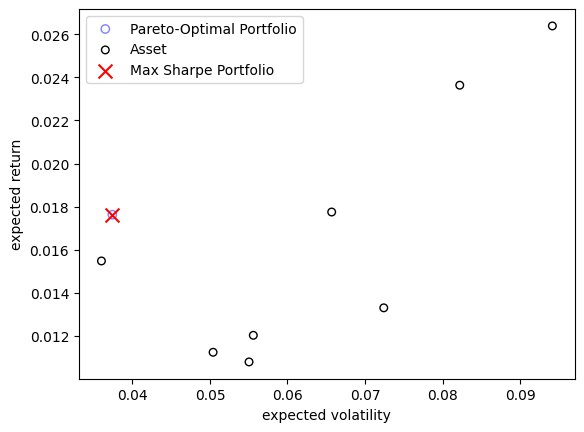 Pareto-Optimal Portfolio
Asset
Max Sharpe Portfolio
expected return
0.026
0.024
0.022
0.020
0.018
0.016
0.014
0.012
0.04 0.05 0.06 0.07 0.08 0.09
expected volatility